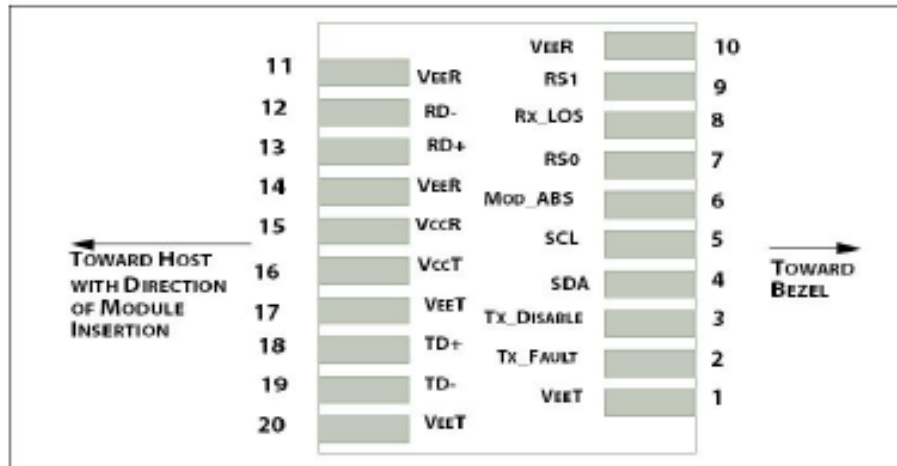 VEER 10
11 VEER
RS1 9
12 RD-
RX_LOS 8
13 RD+
RS0 7
14 VEER
MOD_ABS 6
15 VCCR
SCL 5
TOWARD HOST
WITH DIRECTION
OF MODULE
INSERTION
16 VCCT
SDA 4
TOWARD
BEZEL
17 VEET
TX_DISABLE 3
18 TD+
TX_FAULT 2
19 TD-
VEET 1
20 VEET